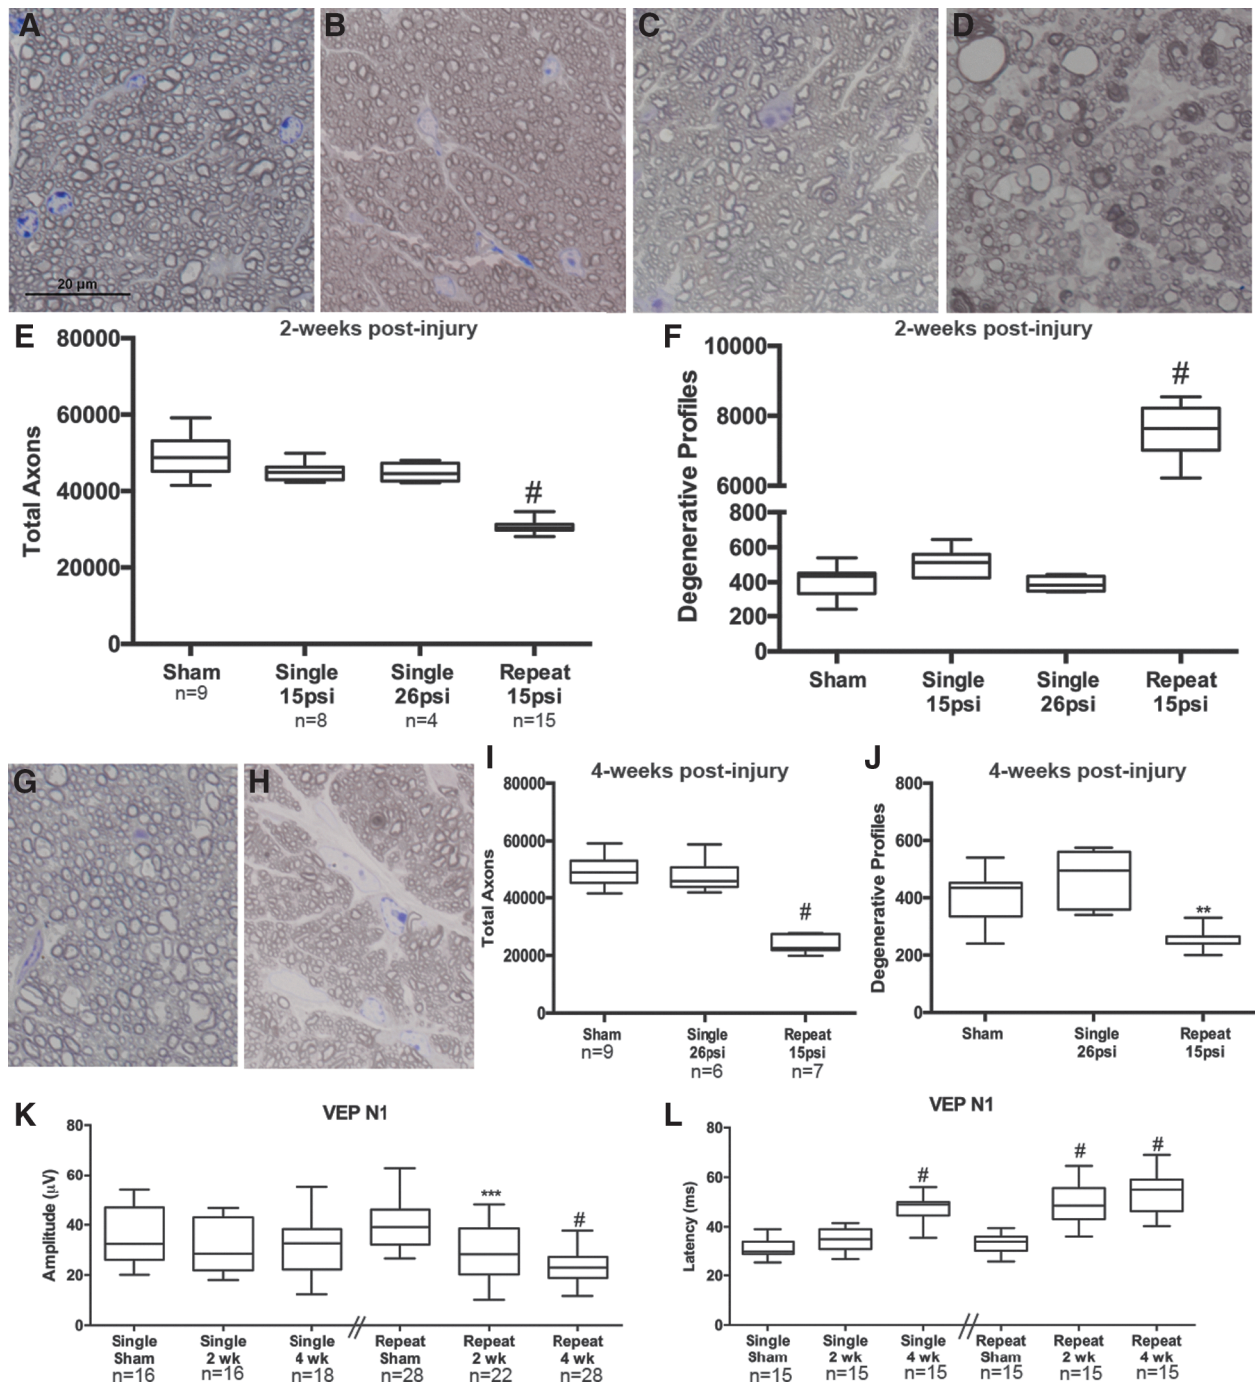 A
B
C
D
20 µm
E
2-weeks post-injury
80000
60000
40000
20000
0
Total Axons
#
Sham
n=9
Single
15psi
n=8
Single
26psi
n=4
Repeat
15psi
n=15
F
2-weeks post-injury
10000
8000
6000
800
600
400
200
0
Degenerative Profiles
#
Sham
Single
15psi
Single
26psi
Repeat
15psi
G
H
I
4-weeks post-injury
80000
60000
40000
20000
0
Total Axons
#
Sham
n=9
Single
26psi
n=6
Repeat
15psi
n=7
J
4-weeks post-injury
800
600
400
200
0
Degenerative Profiles
**
Sham
Single
26psi
Repeat
15psi
K
VEP N1
80
60
40
20
0
Amplitude (µV)
***
#
Single
Sham
n=16
Single
2 wk
n=16
Single
4 wk
n=18
//
Repeat
Sham
n=28
Repeat
2 wk
n=22
Repeat
4 wk
n=28
L
VEP N1
80
60
40
20
0
Latency (ms)
#
#
#
Single
Sham
n=15
Single
2 wk
n=15
Single
4 wk
n=15
//
Repeat
Sham
n=15
Repeat
2 wk
n=15
Repeat
4 wk
n=15